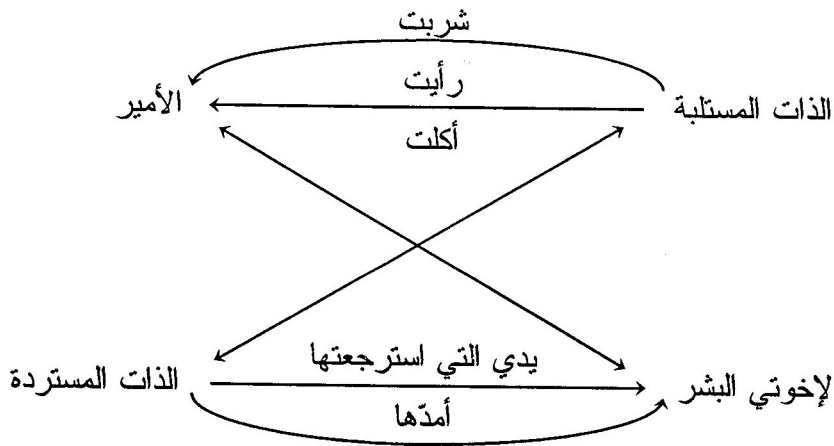 شربت
الذات المستلبة
رأيت
الأمير
أكلت
يدي التي استرجعتها
لإخوتي البشر
الذات المستردة
أمدّها